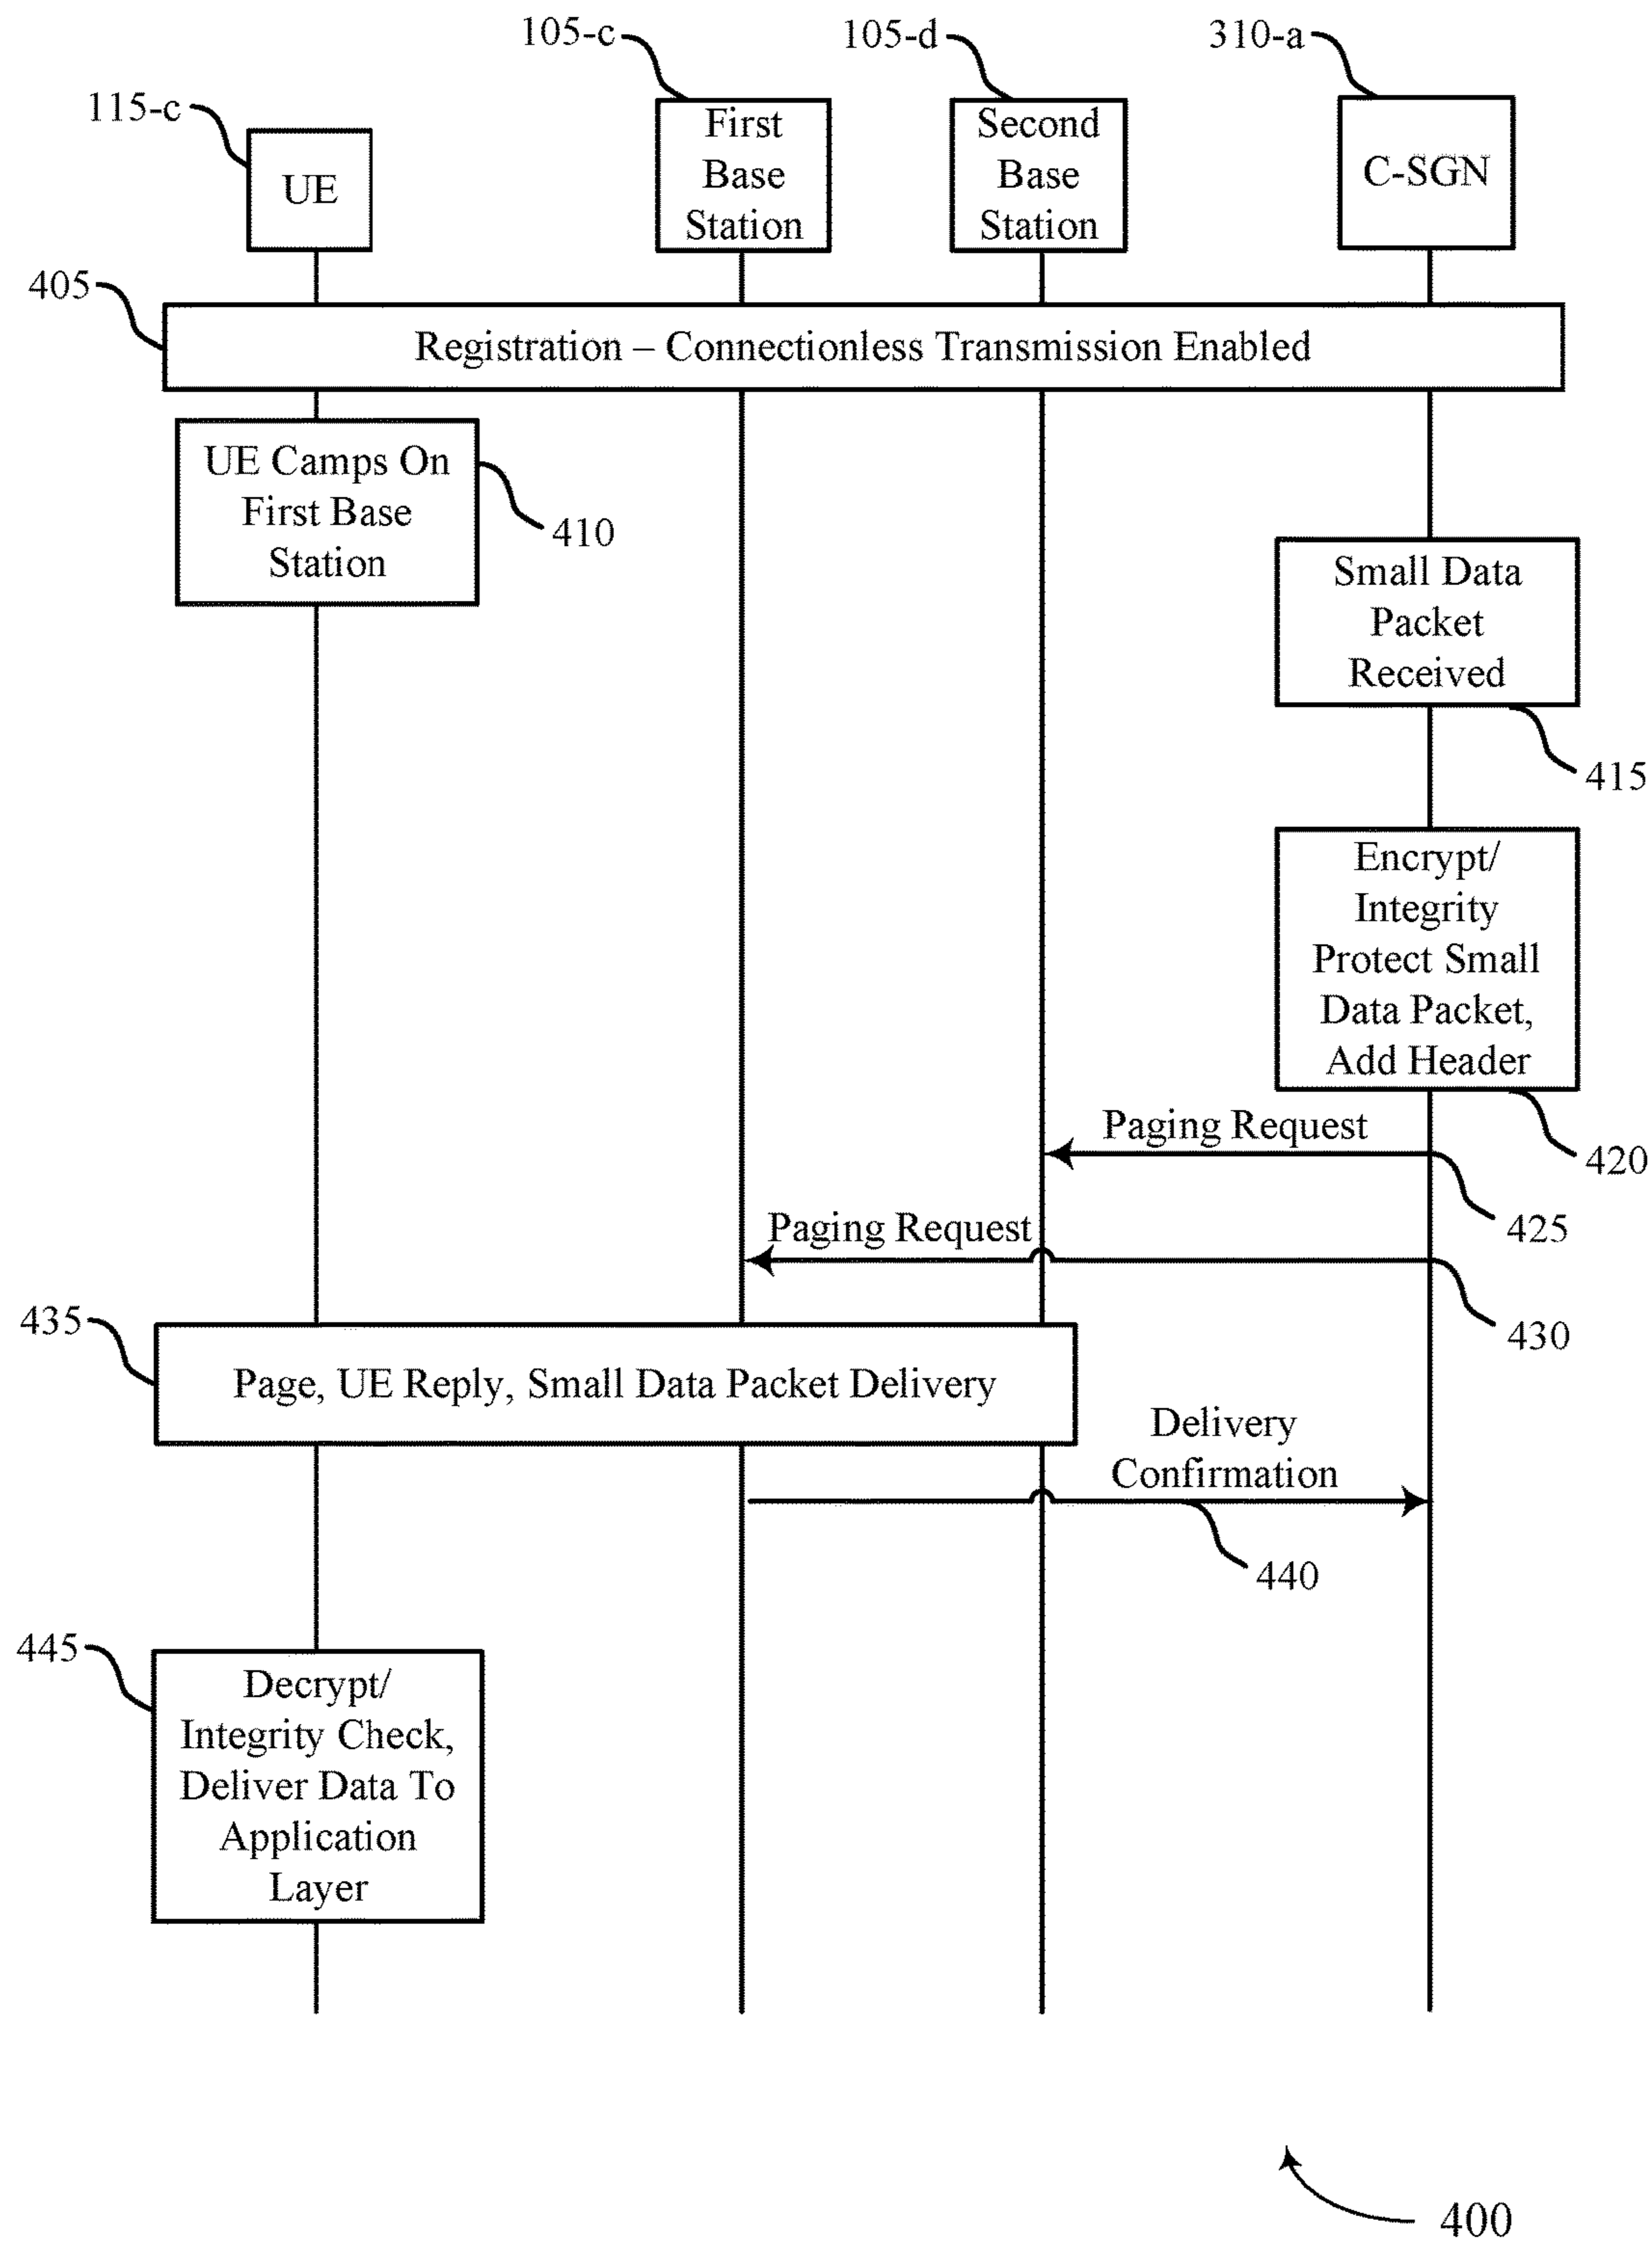 105-c
105-d
310-a
115-c
UE
First
Base
Station
Second
Base
Station
C-SGN
405
Registration – Connectionless Transmission Enabled
UE Camps On
First Base
Station
410
Small Data
Packet
Received
415
Encrypt/
Integrity
Protect Small
Data Packet,
Add Header
420
Paging Request
425
Paging Request
430
435
Page, UE Reply, Small Data Packet Delivery
Delivery
Confirmation
440
445
Decrypt/
Integrity Check,
Deliver Data To
Application
Layer
400